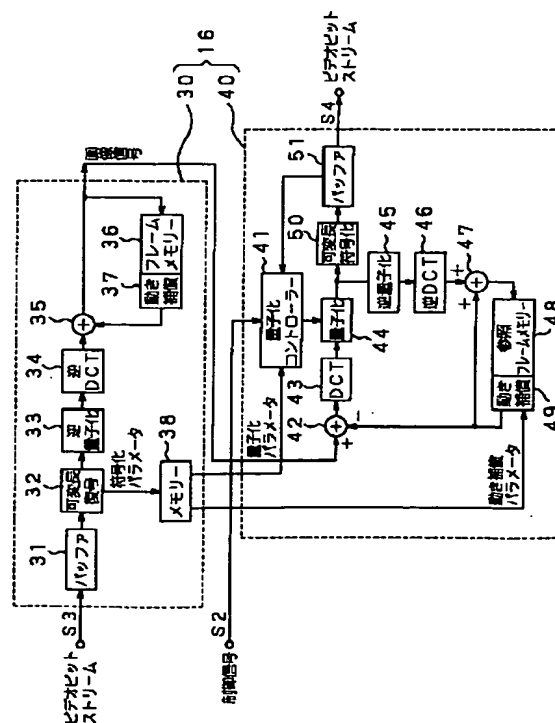 ビデオビット
ストリーム
S3
31
バッファ
32
可変長
復号
33
逆
量子化
34
逆
DCT
35
36
37
フレーム
メモリー
動き
補償
画像信号
30
16
40
符号化
パラメータ
38
メモリー
制御信号
S2
量子化
パラメータ
41
量子化
コントローラー
42
+
-
43
DCT
44
量子化
50
可変長
符号化
51
バッファ
S4
ビデオビット
ストリーム
45
逆量子化
46
逆DCT
47
+
+
48
参照
フレームメモリー
49
動き
補償
動き補償
パラメータ